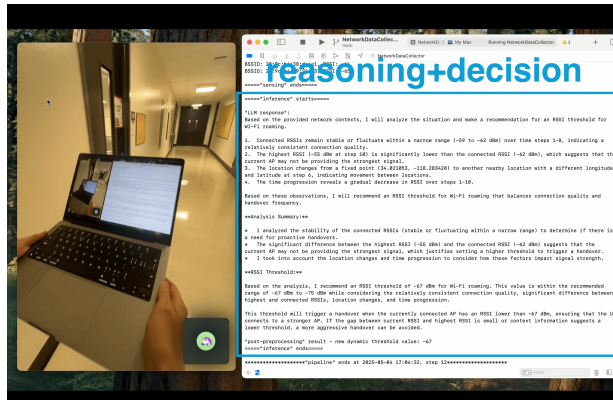 NetworkDataCollec...
main
NetworkD
My Mac
Running NetworkDataCollector
NetworkDataCollector
reasoning+decision
BSSID:
BSSID:
====="sensing" ends=====
====="inference" starts=====
"LLM response":
Based on the provided network contexts, I will analyze the situation and make a recommendation for an RSSI threshold for
Wi-Fi roaming.
1. Connected RSSIs remain stable or fluctuate within a narrow range (-59 to -62 dBm) over time steps 1-8, indicating a
relatively consistent connection quality.
2. The highest RSSI (-55 dBm at step 10) is significantly lower than the connected RSSI (-62 dBm), which suggests that the
current AP may not be providing the strongest signal.
3. The location changes from a fixed point (34.021053, -118.283420) to another nearby location with a different longitude
and latitude at step 6, indicating movement between locations.
4. The time progression reveals a gradual decrease in RSSI over steps 1-10.
Based on these observations, I will recommend an RSSI threshold for Wi-Fi roaming that balances connection quality and
handover frequency.
**Analysis Summary:**
* I analyzed the stability of the connected RSSIs (stable or fluctuating within a narrow range) to determine if there is
a need for proactive handovers.
* The significant difference between the highest RSSI (-55 dBm) and the connected RSSI (-62 dBm) suggests that the
current AP may not be providing the strongest signal, which justifies setting a higher threshold to trigger a handover.
* I took into account the location changes and time progression to consider how these factors impact signal strength.
**RSSI Threshold:**
Based on the analysis, I recommend an RSSI threshold of -67 dBm for Wi-Fi roaming. This value is within the recommended
range of -67 dBm to -75 dBm while considering the relatively consistent connection quality, significant difference between
highest and connected RSSIs, location changes, and time progression.
This threshold will trigger a handover when the currently connected AP has an RSSI lower than -67 dBm, ensuring that the U
connects to a stronger AP. If the gap between current RSSI and highest RSSI is small or context information suggests a
lower threshold, a more aggressive handover can be avoided.
"post-preprocessing" result - new dynamic threshold value: -67
====="inference" ends=====
********************"pipeline" ends at 2025-05-04 17:04:32, step 12********************
Filter